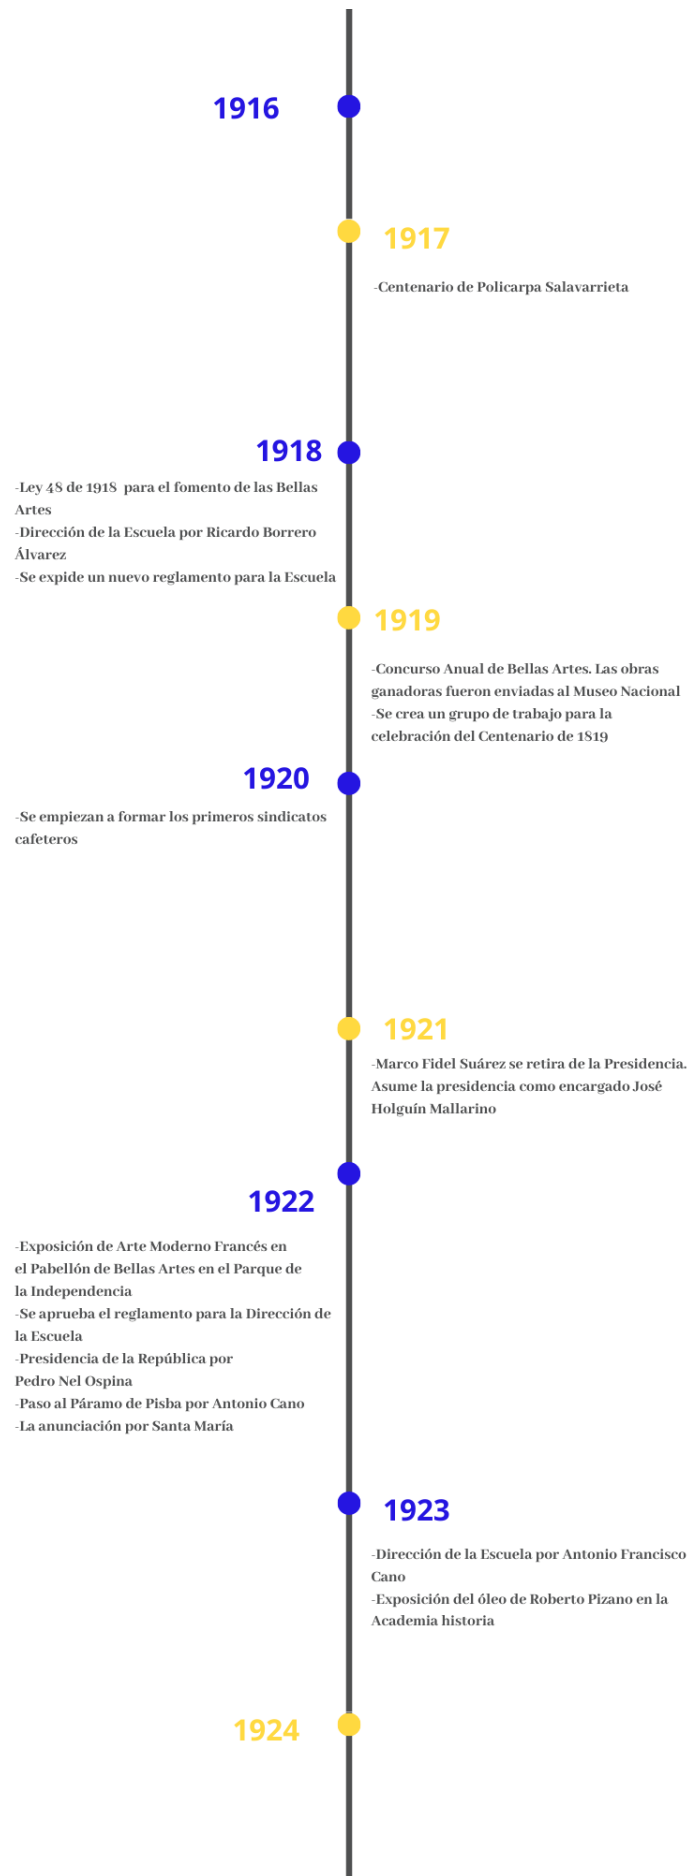 1916
1917
-Centenario de Policarpa Salavarrieta
1918
-Ley 48 de 1918  para el fomento de las Bellas
Artes
-Dirección de la Escuela por Ricardo Borrero
Álvarez
-Se expide un nuevo reglamento para la Escuela
1919
-Concurso Anual de Bellas Artes. Las obras
ganadoras fueron enviadas al Museo Nacional
-Se crea un grupo de trabajo para la
celebración del Centenario de 1819
1920
-Se empiezan a formar los primeros sindicatos
cafeteros
1921
-Marco Fidel Suárez se retira de la Presidencia.
Asume la presidencia como encargado José
Holguín Mallarino
1922
-Exposición de Arte Moderno Francés en
el Pabellón de Bellas Artes en el Parque de
la Independencia
-Se aprueba el reglamento para la Dirección de
la Escuela
-Presidencia de la República por
Pedro Nel Ospina
-Paso al Páramo de Pisba por Antonio Cano
-La anunciación por Santa María
1923
-Dirección de la Escuela por Antonio Francisco
Cano
-Exposición del óleo de Roberto Pizano en la
Academia historia
1924